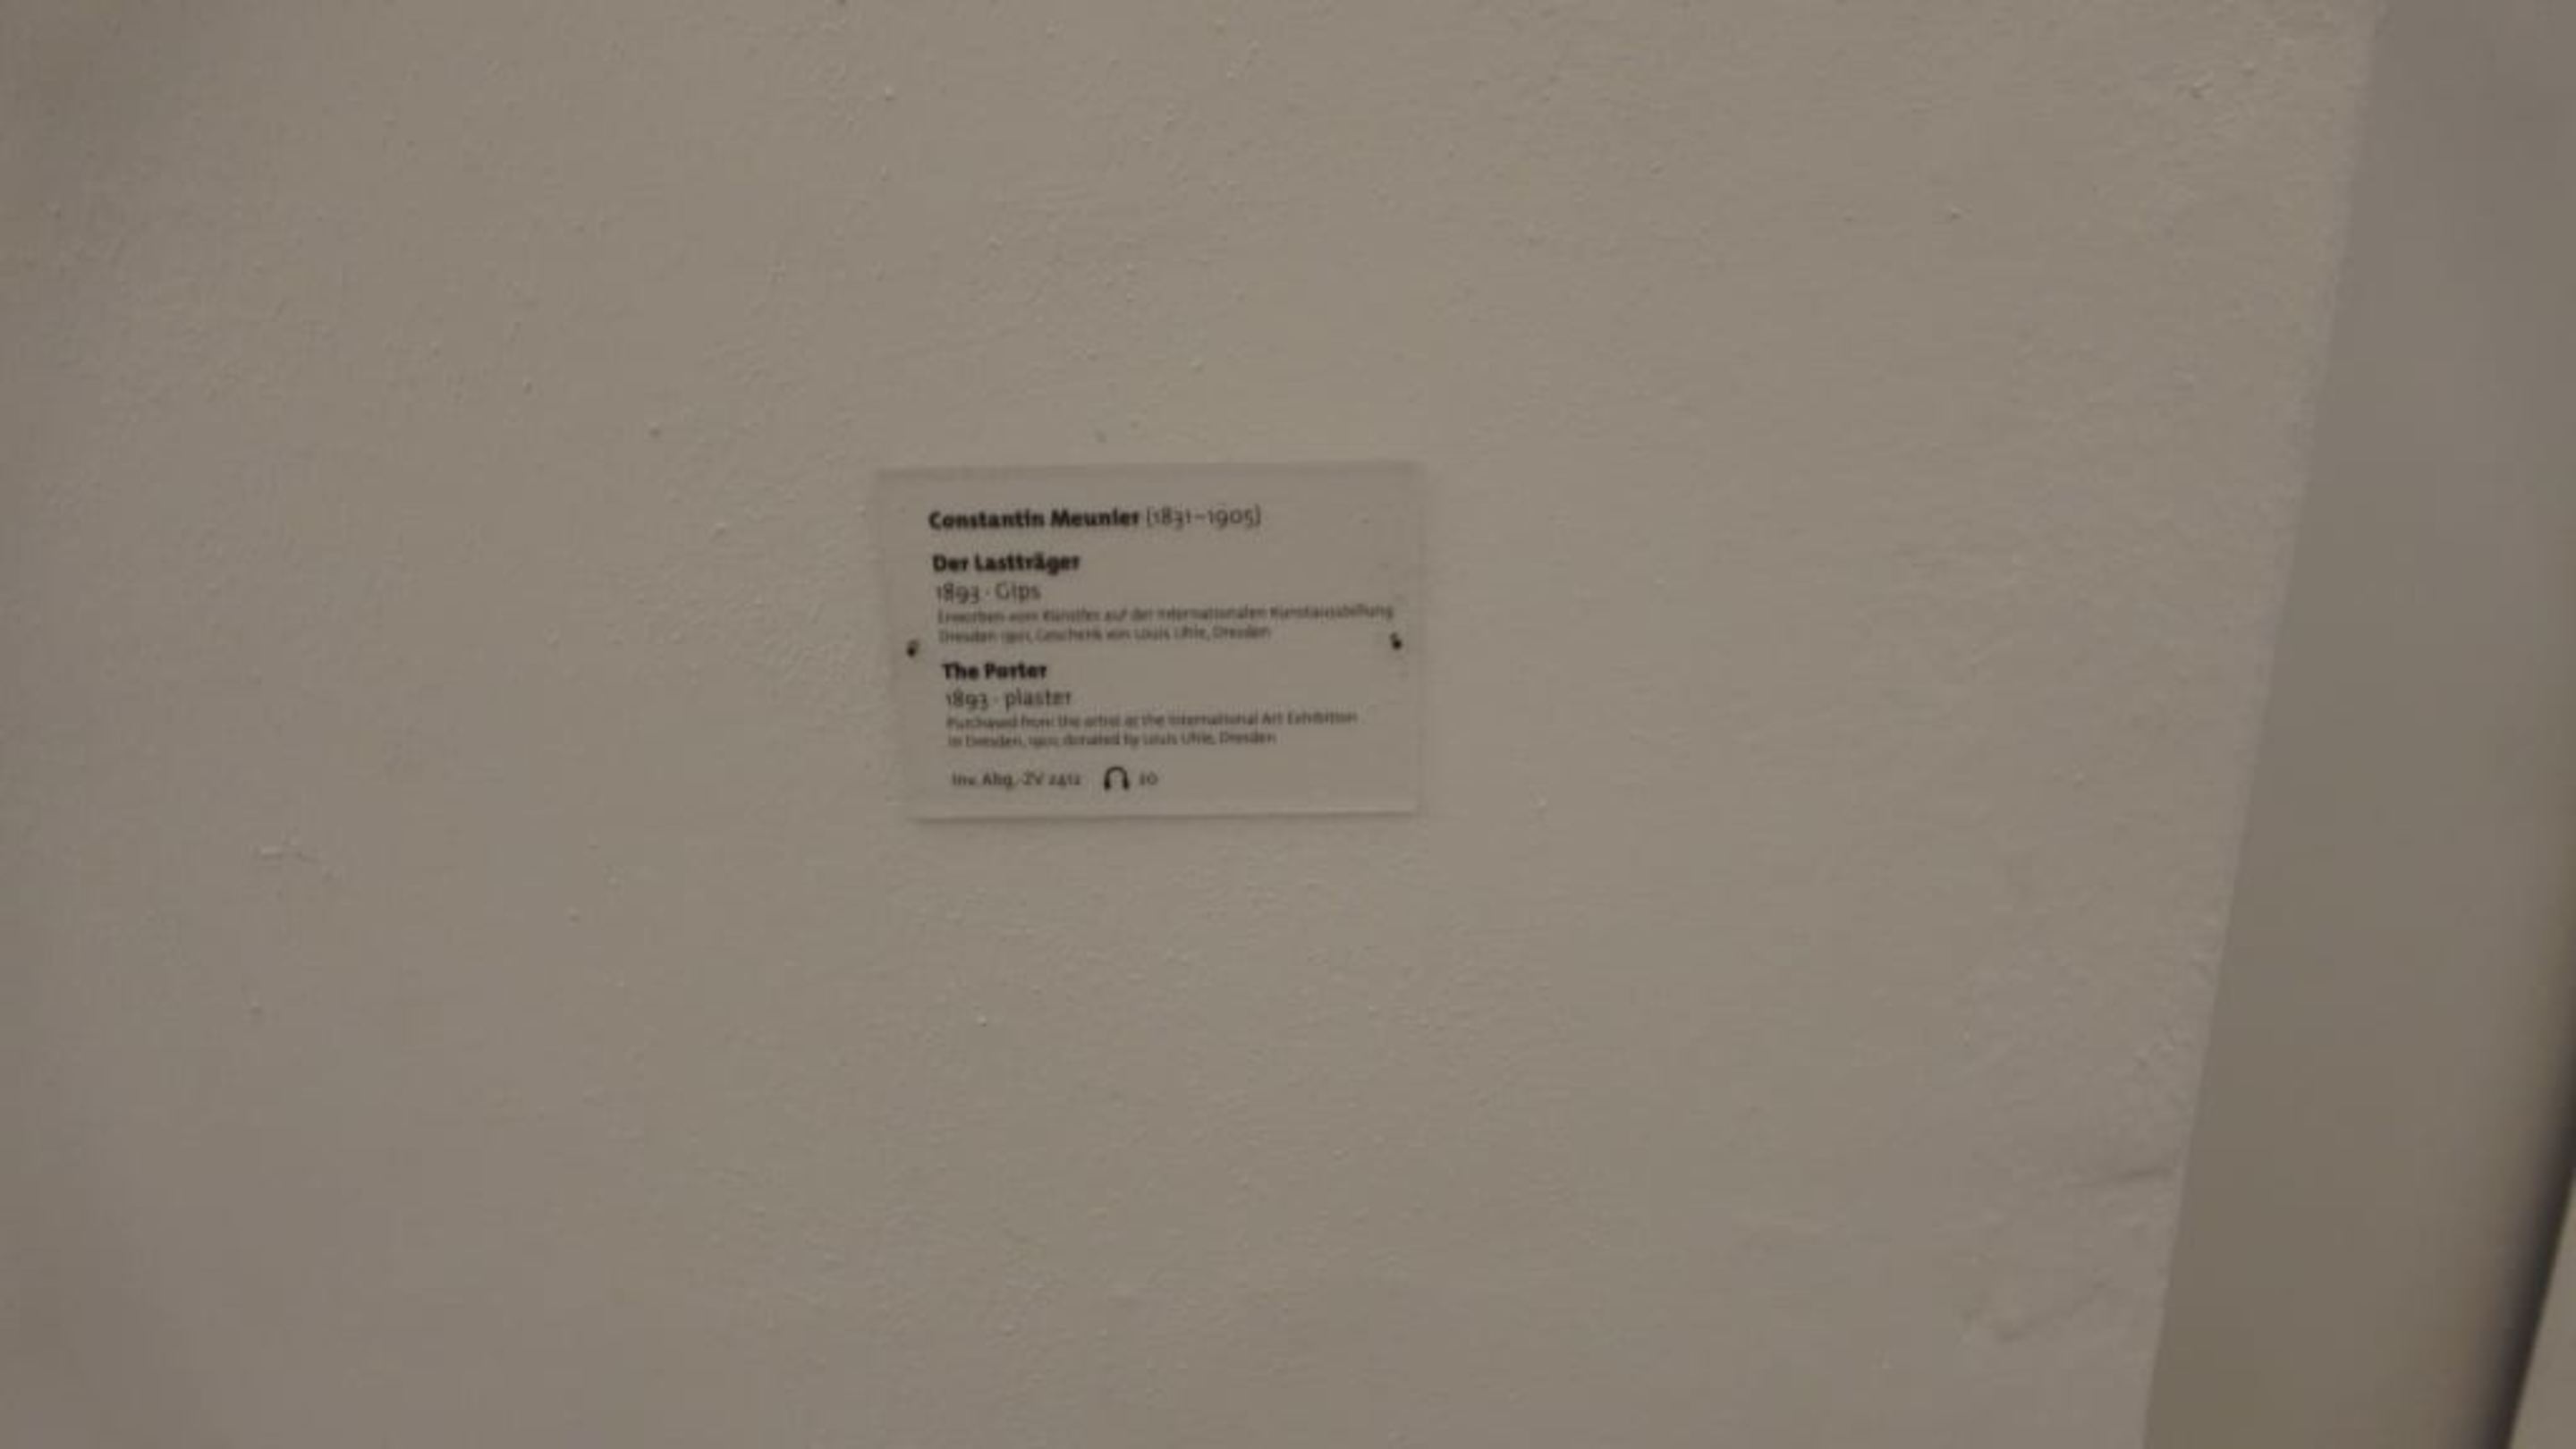 Constantin Meunier (1831–1905)
Der Lastträger
1893 · Gips
Erworben vom Künstler auf der Internationalen Kunstausstellung
Dresden 1901, Geschenk von Louis Uhle, Dresden
The Porter
1893 · plaster
Purchased from the artist at the International Art Exhibition
in Dresden, 1901, donated by Louis Uhle, Dresden
Inv. Abg.-ZV 2412 20